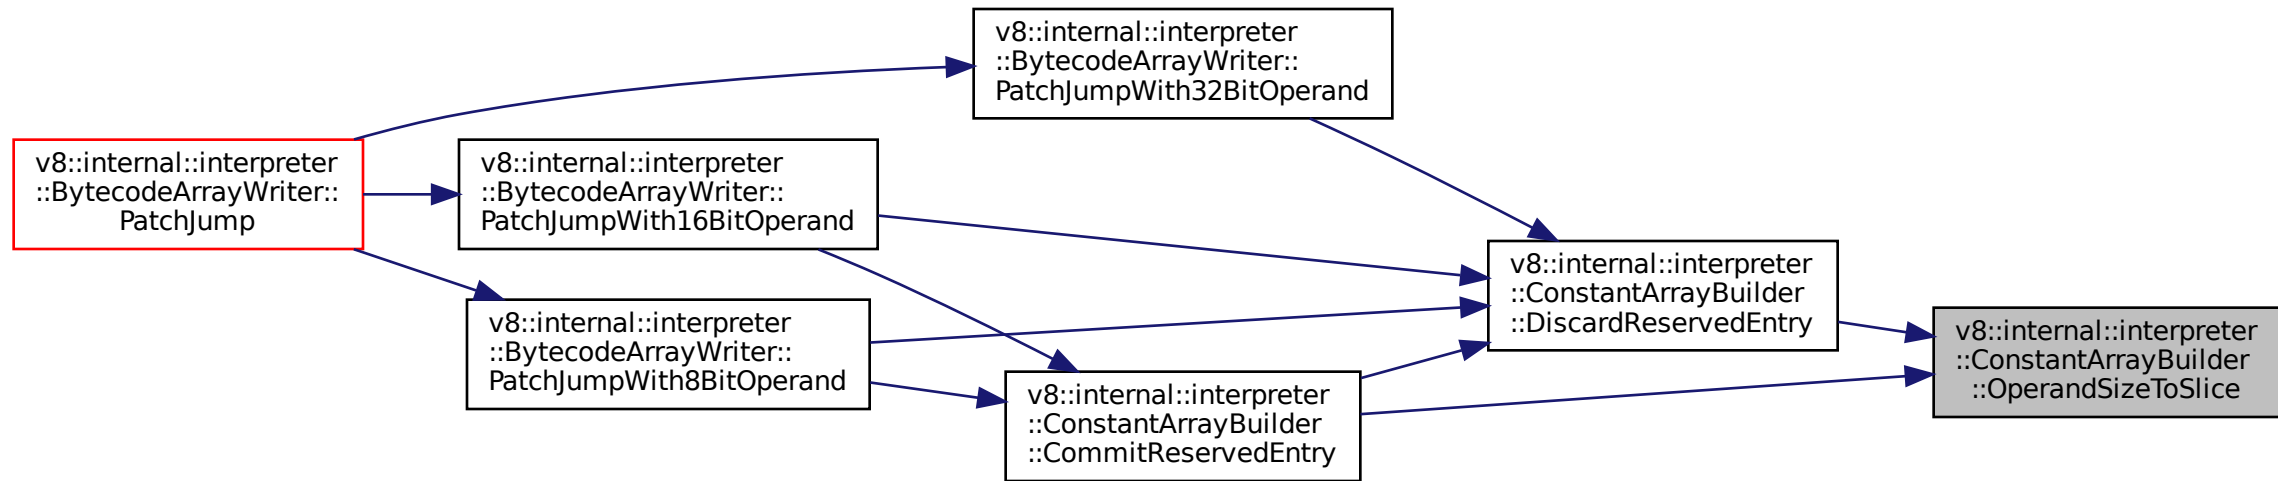 v8::internal::interpreter
::BytecodeArrayWriter::
PatchJump
v8::internal::interpreter
::BytecodeArrayWriter::
PatchJumpWith16BitOperand
v8::internal::interpreter
::BytecodeArrayWriter::
PatchJumpWith8BitOperand
v8::internal::interpreter
::BytecodeArrayWriter::
PatchJumpWith32BitOperand
v8::internal::interpreter
::ConstantArrayBuilder
::CommitReservedEntry
v8::internal::interpreter
::ConstantArrayBuilder
::DiscardReservedEntry
v8::internal::interpreter
::ConstantArrayBuilder
::OperandSizeToSlice